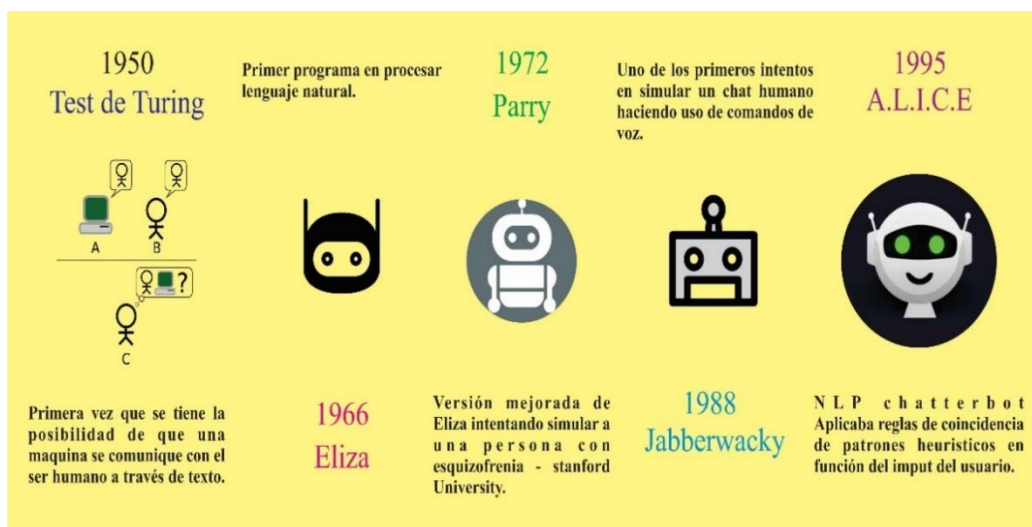 1950
Test de Turing
A
B
?
C
Primera vez que se tiene la
posibilidad de que una
maquina se comunique con el
ser humano a través de texto.
Primer programa en procesar
lenguaje natural.
1966
Eliza
1972
Parry
Versión mejorada de
Eliza intentando simular a
una persona con
esquizofrenia - stanford
University.
Uno de los primeros intentos
en simular un chat humano
haciendo uso de comandos de
voz.
1988
Jabberwacky
1995
A.L.I.C.E
NLP chatterbot
Aplicaba reglas de coincidencia
de patrones heuristicos en
función del imput del usuario.